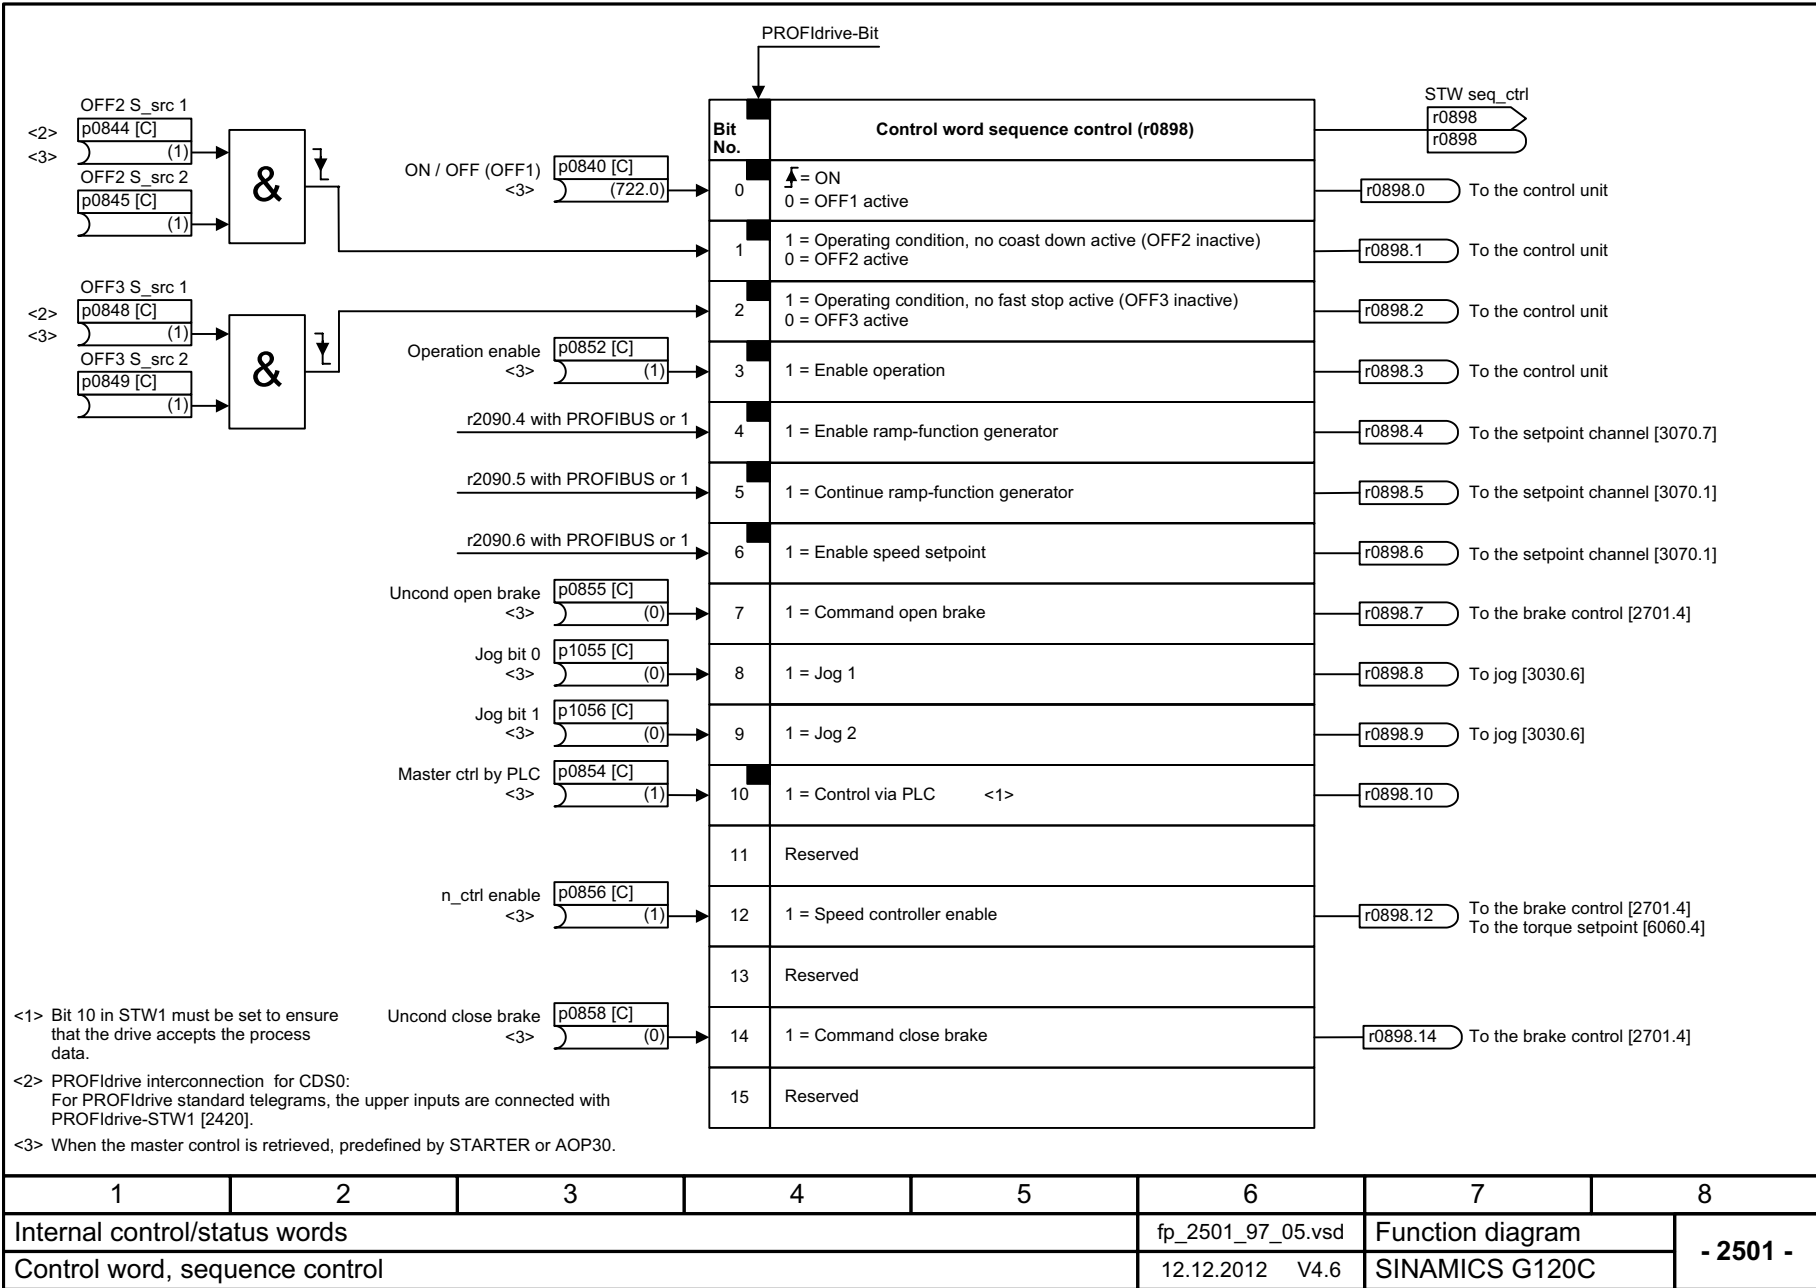 PROFIdrive-Bit
OFF2 S_src 1
<2> p0844 [C]
<3> (1)
OFF2 S_src 2
p0845 [C]
(1)
&
OFF3 S_src 1
<2> p0848 [C]
<3> (1)
OFF3 S_src 2
p0849 [C]
(1)
&
Bit No. Control word sequence control (r0898)
STW seq_ctrl
r0898
r0898
ON / OFF (OFF1) p0840 [C]
<3> (722.0)
0 = ON
0 = OFF1 active
r0898.0 To the control unit
1 1 = Operating condition, no coast down active (OFF2 inactive)
0 = OFF2 active
r0898.1 To the control unit
2 1 = Operating condition, no fast stop active (OFF3 inactive)
0 = OFF3 active
r0898.2 To the control unit
Operation enable p0852 [C]
<3> (1)
3 1 = Enable operation
r0898.3 To the control unit
r2090.4 with PROFIBUS or 1
4 1 = Enable ramp-function generator
r0898.4 To the setpoint channel [3070.7]
r2090.5 with PROFIBUS or 1
5 1 = Continue ramp-function generator
r0898.5 To the setpoint channel [3070.1]
r2090.6 with PROFIBUS or 1
6 1 = Enable speed setpoint
r0898.6 To the setpoint channel [3070.1]
Uncond open brake p0855 [C]
<3> (0)
7 1 = Command open brake
r0898.7 To the brake control [2701.4]
Jog bit 0 p1055 [C]
<3> (0)
8 1 = Jog 1
r0898.8 To jog [3030.6]
Jog bit 1 p1056 [C]
<3> (0)
9 1 = Jog 2
r0898.9 To jog [3030.6]
Master ctrl by PLC p0854 [C]
<3> (1)
10 1 = Control via PLC <1>
r0898.10
11 Reserved
n_ctrl enable p0856 [C]
<3> (1)
12 1 = Speed controller enable
r0898.12 To the brake control [2701.4]
To the torque setpoint [6060.4]
13 Reserved
Uncond close brake p0858 [C]
<3> (0)
14 1 = Command close brake
r0898.14 To the brake control [2701.4]
15 Reserved
<1> Bit 10 in STW1 must be set to ensure
that the drive accepts the process
data.
<2> PROFIdrive interconnection for CDS0:
For PROFIdrive standard telegrams, the upper inputs are connected with
PROFIdrive-STW1 [2420].
<3> When the master control is retrieved, predefined by STARTER or AOP30.
1 2 3 4 5 6 7 8
Internal control/status words fp_2501_97_05.vsd Function diagram
- 2501 -
Control word, sequence control 12.12.2012 V4.6 SINAMICS G120C